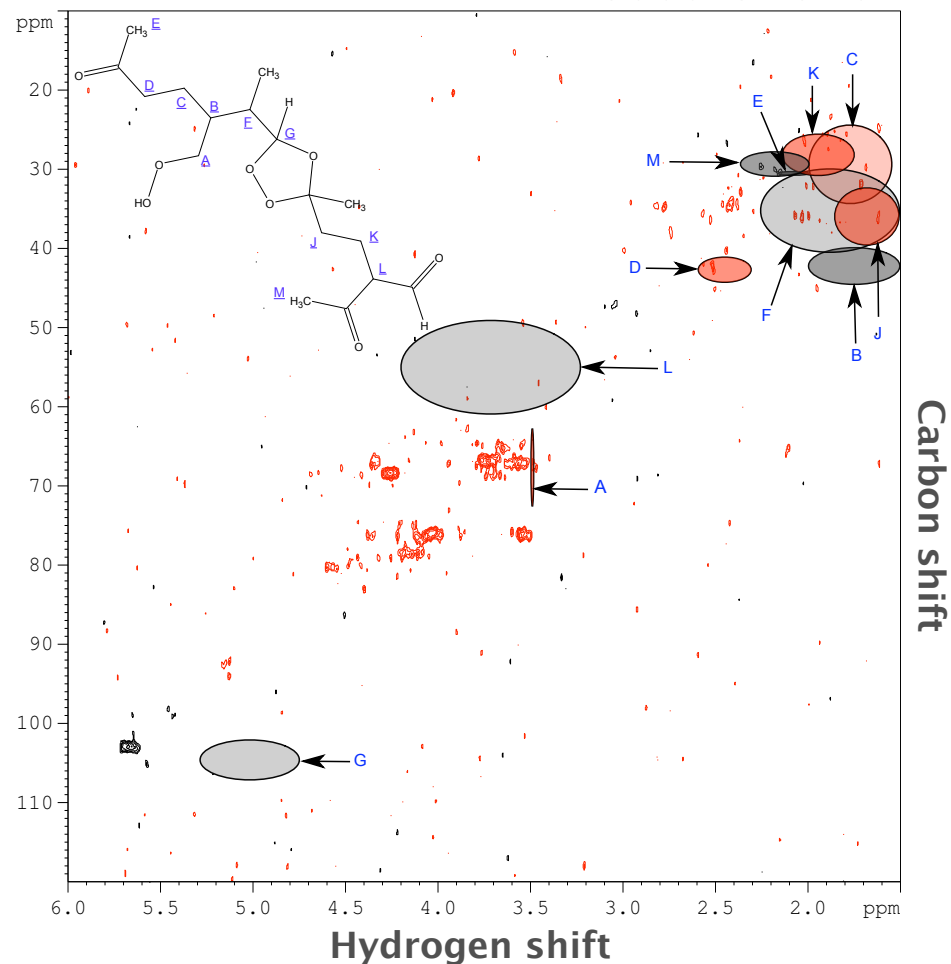 ppm
20
30
40
50
60
70
80
90
100
110
6.0 5.5 5.0 4.5 4.0 3.5 3.0 2.5 2.0 ppm
Hydrogen shift
Carbon shift
CH₃ E
O
D
C
B
CH₃
F
H
G
A
O
O
O
O
HO
CH₃
J
K
L
O
M
H₃C
H
O
K
C
E
M
D
F
J
B
L
A
G